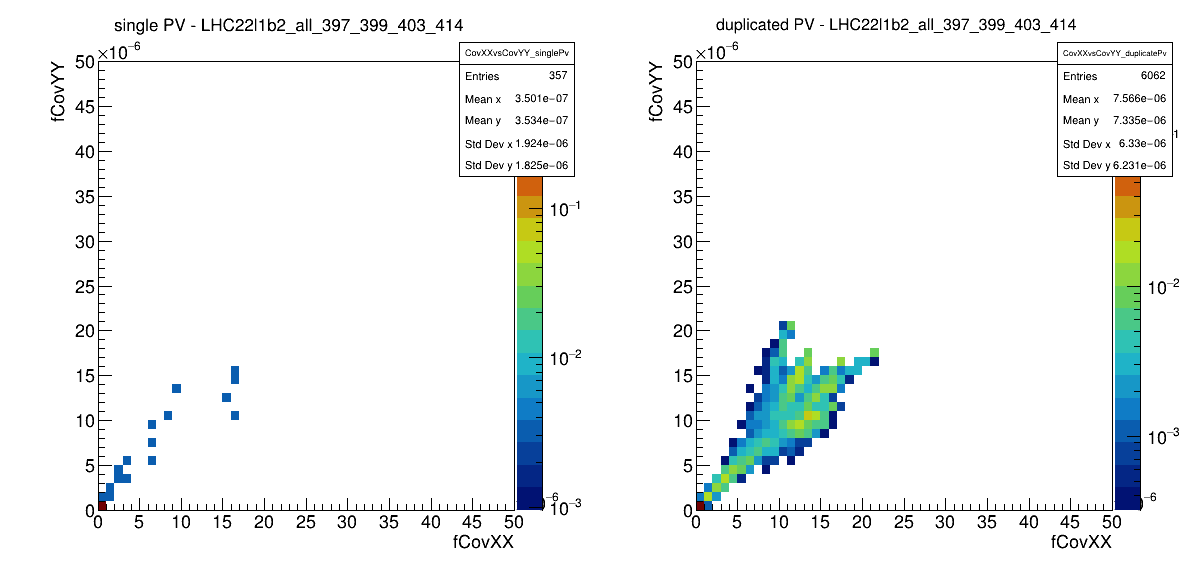 single PV - LHC22l1b2_all_397_399_403_414
×10⁻⁶
fCovYY
50
45
40
35
30
25
20
15
10
5
0
0 5 10 15 20 25 30 35 40 45 50
fCovXX
CovXXvsCovYY_singlePv
Entries 357
Mean x 3.501e−07
Mean y 3.534e−07
Std Dev x 1.924e−06
Std Dev y 1.825e−06
10⁻¹
10⁻²
10⁻³
duplicated PV - LHC22l1b2_all_397_399_403_414
×10⁻⁶
fCovYY
50
45
40
35
30
25
20
15
10
5
0
0 5 10 15 20 25 30 35 40 45 50
fCovXX
CovXXvsCovYY_duplicatePv
Entries 6062
Mean x 7.566e−06
Mean y 7.335e−06
Std Dev x 6.33e−06
Std Dev y 6.231e−06
10⁻²
10⁻³